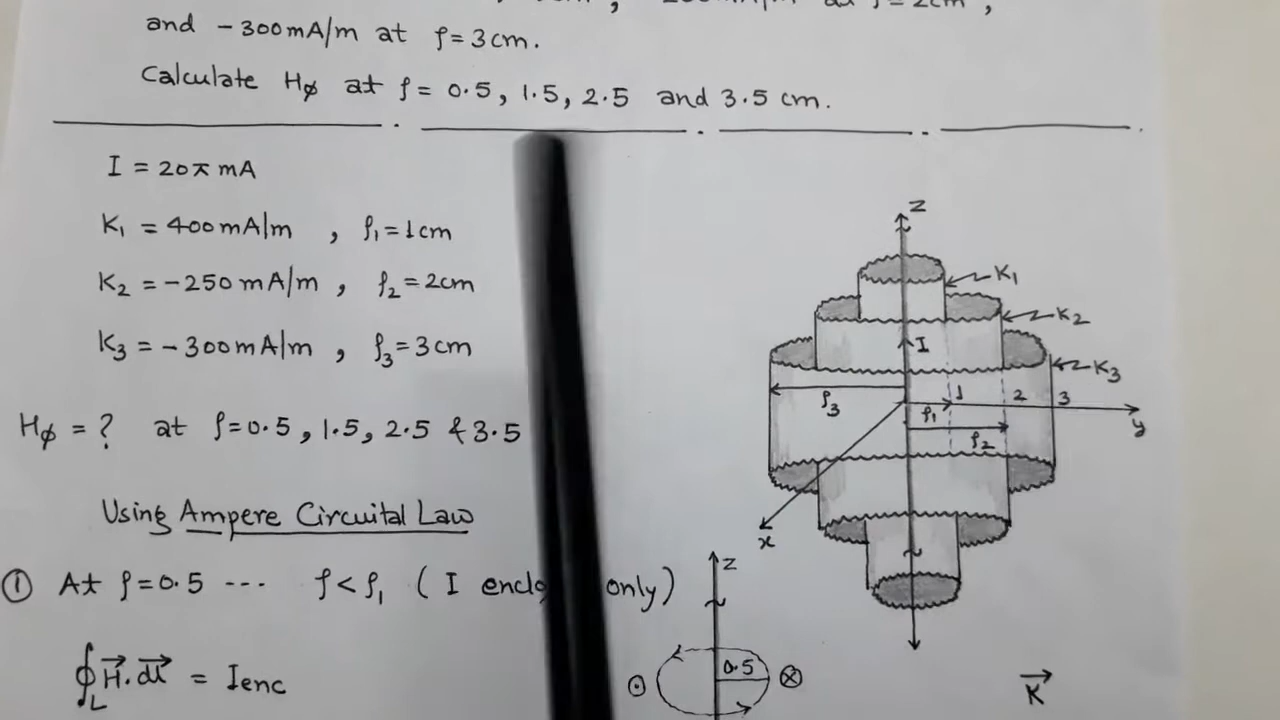 and -300mA/m at ρ=3cm.
Calculate Hφ at ρ= 0.5, 1.5, 2.5 and 3.5 cm.
I = 20π mA
K₁ = 400mA/m , ρ₁=1cm
K₂ = -250mA/m , ρ₂=2cm
K₃ = -300mA/m , ρ₃=3cm
Hφ = ? at ρ=0.5, 1.5, 2.5 & 3.5
Using Ampere Circuital Law
① At ρ=0.5 --- ρ<ρ₁ ( I only)
∮L H⃗.dl⃗ = Ienc
z
K₁
K₂
I
K₃
ρ₃
ρ₁
1
2
3
ρ₂
y
x
z
0.5
K⃗